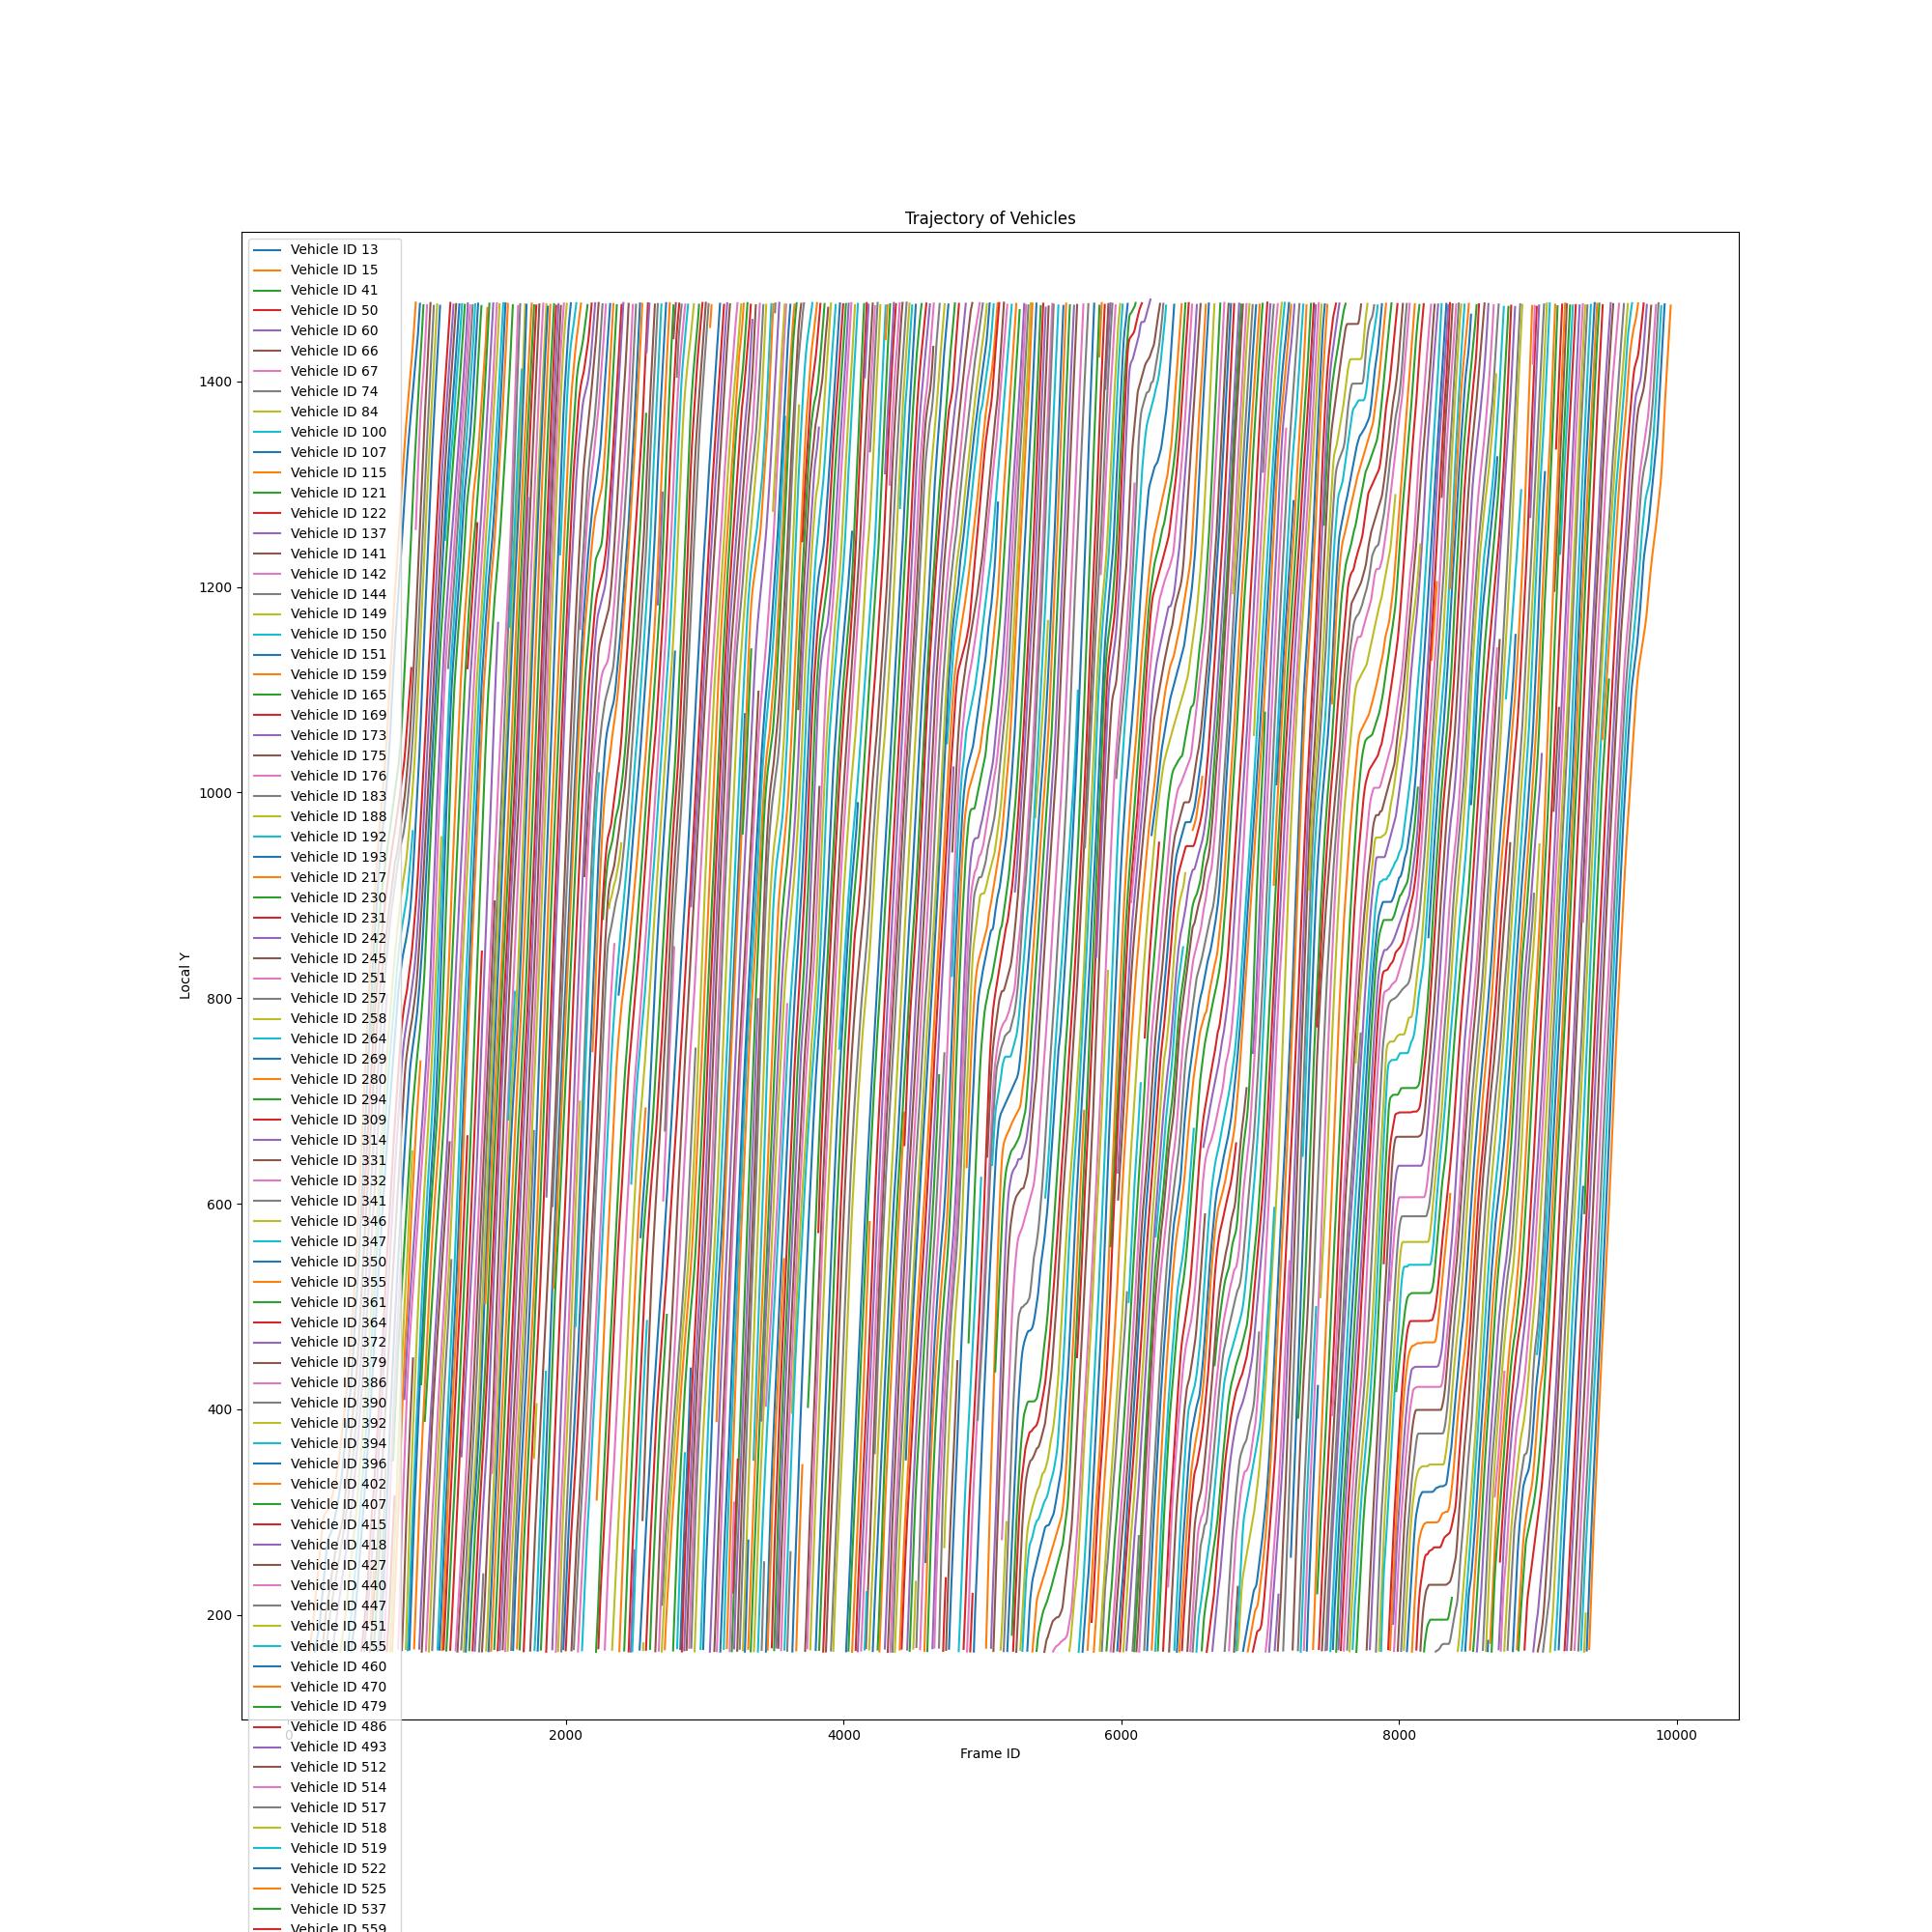 Trajectory of Vehicles
Vehicle ID 13
Vehicle ID 15
Vehicle ID 41
Vehicle ID 50
Vehicle ID 60
Vehicle ID 66
Vehicle ID 67
Vehicle ID 74
Vehicle ID 84
Vehicle ID 100
Vehicle ID 107
Vehicle ID 115
Vehicle ID 121
Vehicle ID 122
Vehicle ID 137
Vehicle ID 141
Vehicle ID 142
Vehicle ID 144
Vehicle ID 149
Vehicle ID 150
Vehicle ID 151
Vehicle ID 159
Vehicle ID 165
Vehicle ID 169
Vehicle ID 173
Vehicle ID 175
Vehicle ID 176
Vehicle ID 183
Vehicle ID 188
Vehicle ID 192
Vehicle ID 193
Vehicle ID 217
Vehicle ID 230
Vehicle ID 231
Vehicle ID 242
Vehicle ID 245
Vehicle ID 251
Vehicle ID 257
Vehicle ID 258
Vehicle ID 264
Vehicle ID 269
Vehicle ID 280
Vehicle ID 294
Vehicle ID 309
Vehicle ID 314
Vehicle ID 331
Vehicle ID 332
Vehicle ID 341
Vehicle ID 346
Vehicle ID 347
Vehicle ID 350
Vehicle ID 355
Vehicle ID 361
Vehicle ID 364
Vehicle ID 372
Vehicle ID 379
Vehicle ID 386
Vehicle ID 390
Vehicle ID 392
Vehicle ID 394
Vehicle ID 396
Vehicle ID 402
Vehicle ID 407
Vehicle ID 415
Vehicle ID 418
Vehicle ID 427
Vehicle ID 440
Vehicle ID 447
Vehicle ID 451
Vehicle ID 455
Vehicle ID 460
Vehicle ID 470
Vehicle ID 479
Vehicle ID 486
Vehicle ID 493
Vehicle ID 512
Vehicle ID 514
Vehicle ID 517
Vehicle ID 518
Vehicle ID 519
Vehicle ID 522
Vehicle ID 525
Vehicle ID 537
Vehicle ID 559
1400
1200
1000
800
600
400
200
Local Y
0
2000
4000
6000
8000
10000
Frame ID